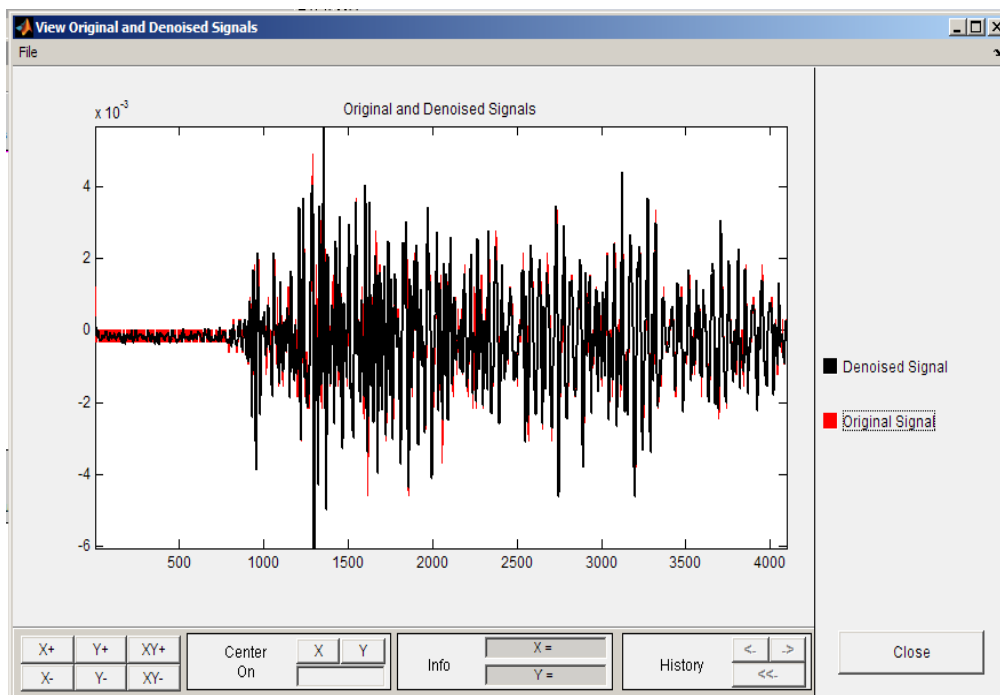 View Original and Denoised Signals
File
x 10-3
Original and Denoised Signals
4
2
0
-2
-4
-6
500 1000 1500 2000 2500 3000 3500 4000
Denoised Signal
Original Signal
X+ Y+ XY+
X- Y- XY-
Center
On
X Y
Info
X =
Y =
History
<- ->
<<-
Close